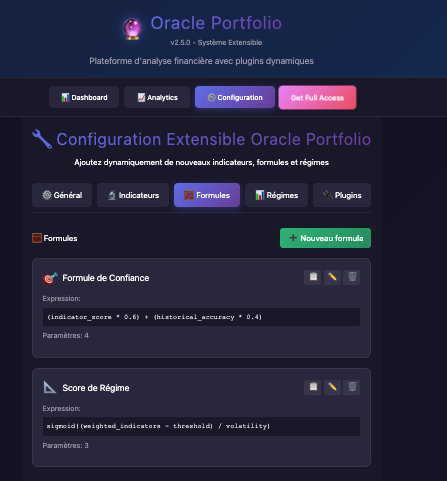 Oracle Portfolio
v2.5.0 - Système Extensible
Plateforme d'analyse financière avec plugins dynamiques
Dashboard
Analytics
Configuration
Get Full Access
Configuration Extensible Oracle Portfolio
Ajoutez dynamiquement de nouveaux indicateurs, formules et régimes
Général
Indicateurs
Formules
Régimes
Plugins
Formules
Nouveau formula
Formule de Confiance
Expression:
(indicator_score * 0.6) + (historical_accuracy * 0.4)
Paramètres: 4
Score de Régime
Expression:
sigmoid((weighted_indicators - threshold) / volatility)
Paramètres: 3